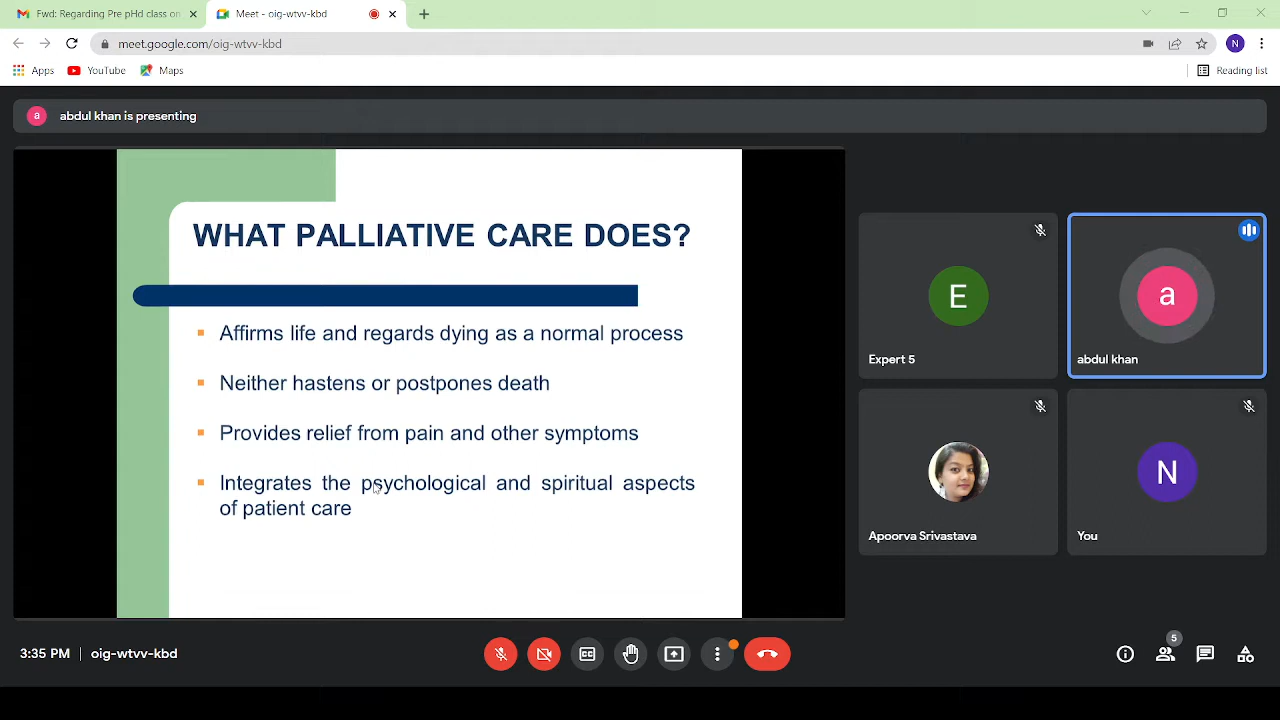 Fwd: Regarding Pre pHd class on
Meet - oig-wtvv-kbd
meet.google.com/oig-wtvv-kbd
N
Apps
YouTube
Maps
Reading list
a
abdul khan is presenting
WHAT PALLIATIVE CARE DOES?
Affirms life and regards dying as a normal process
Neither hastens or postpones death
Provides relief from pain and other symptoms
Integrates the psychological and spiritual aspects
of patient care
E
Expert 5
a
abdul khan
Apoorva Srivastava
N
You
3:35 PM
oig-wtvv-kbd
CC
5